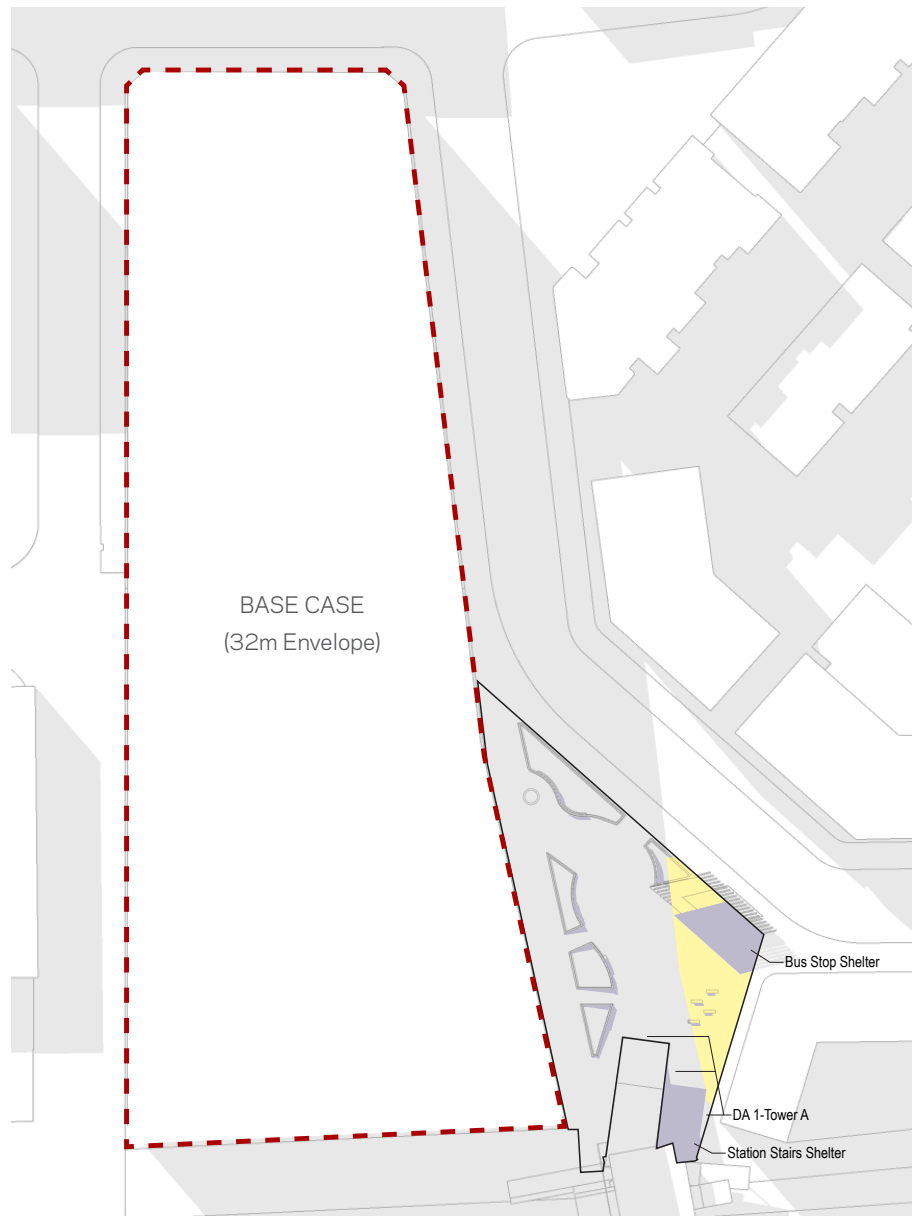 BASE CASE
(32m Envelope)
Bus Stop Shelter
DA 1-Tower A
Station Stairs Shelter